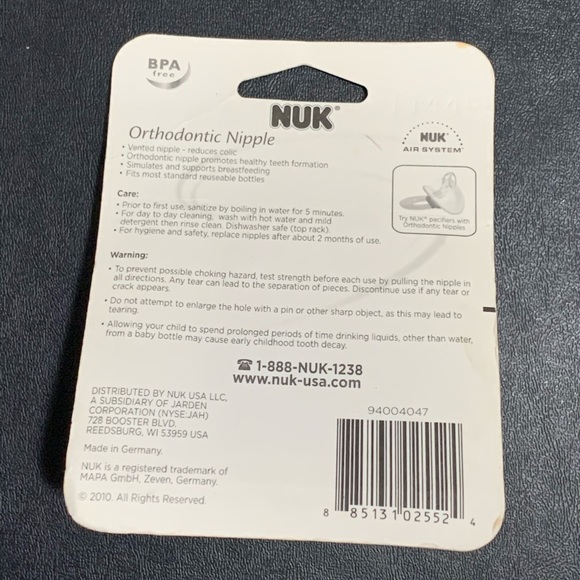 BPA
free
NUK®
Orthodontic Nipple
• Vented nipple - reduces colic
• Orthodontic nipple promotes healthy teeth formation
• Simulates and supports breastfeeding
• Fits most standard reuseable bottles
NUK®
AIR SYSTEM
Try NUK® pacifiers with
Orthodontic Nipples
Care:
• Prior to first use, sanitize by boiling in water for 5 minutes.
• For day to day cleaning, wash with hot water and mild
detergent then rinse clean. Dishwasher safe (top rack).
• For hygiene and safety, replace nipples after about 2 months of use.
Warning:
• To prevent possible choking hazard, test strength before each use by pulling the nipple in
all directions. Any tear can lead to the separation of pieces. Discontinue use if any tear or
crack appears.
• Do not attempt to enlarge the hole with a pin or other sharp object, as this may lead to
tearing.
• Allowing your child to spend prolonged periods of time drinking liquids, other than water,
from a baby bottle may cause early childhood tooth decay.
☎ 1-888-NUK-1238
www.nuk-usa.com
DISTRIBUTED BY NUK USA LLC,
A SUBSIDIARY OF JARDEN
CORPORATION (NYSE:JAH)
728 BOOSTER BLVD.
REEDSBURG, WI 53959 USA
Made in Germany.
NUK is a registered trademark of
MAPA GmbH, Zeven, Germany.
© 2010. All Rights Reserved.
94004047
8 85131 02552 4